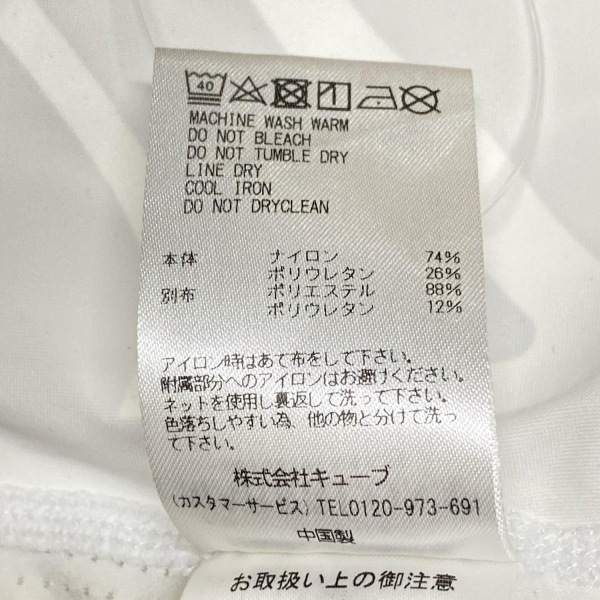 40
MACHINE WASH WARM
DO NOT BLEACH
DO NOT TUMBLE DRY
LINE DRY
COOL IRON
DO NOT DRYCLEAN
本体 ナイロン 74%
ポリウレタン 26%
別布 ポリエステル 88%
ポリウレタン 12%
アイロン時はあて布をして下さい。
附属部分へのアイロンはお避けください。
ネットを使用し裏返して洗って下さい。
色落ちしやすい為、他の物と分けて洗っ
て下さい。
株式会社キューブ
(カスタマーサービス) TEL0120-973-691
中国製
お取扱い上の御注意